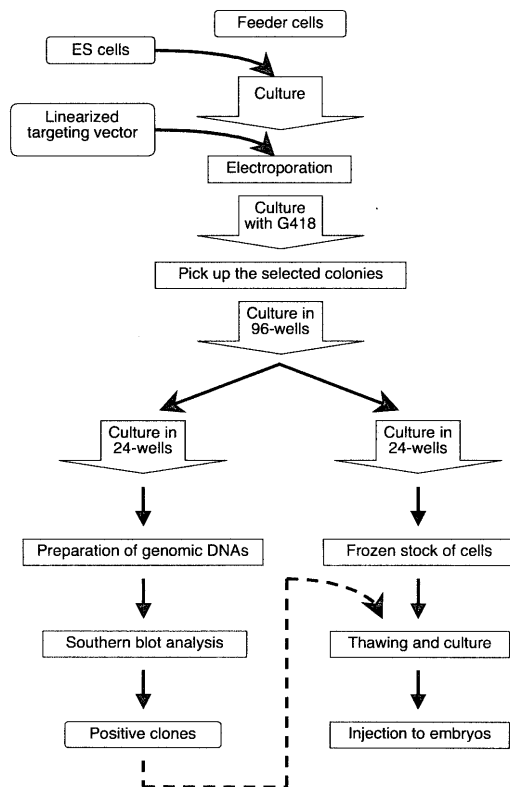 Feeder cells
ES cells
Culture
Linearized
targeting vector
Electroporation
Culture
with G418
Pick up the selected colonies
Culture in
96-wells
Culture in
24-wells
Culture in
24-wells
Preparation of genomic DNAs
Frozen stock of cells
Southern blot analysis
Thawing and culture
Positive clones
Injection to embryos